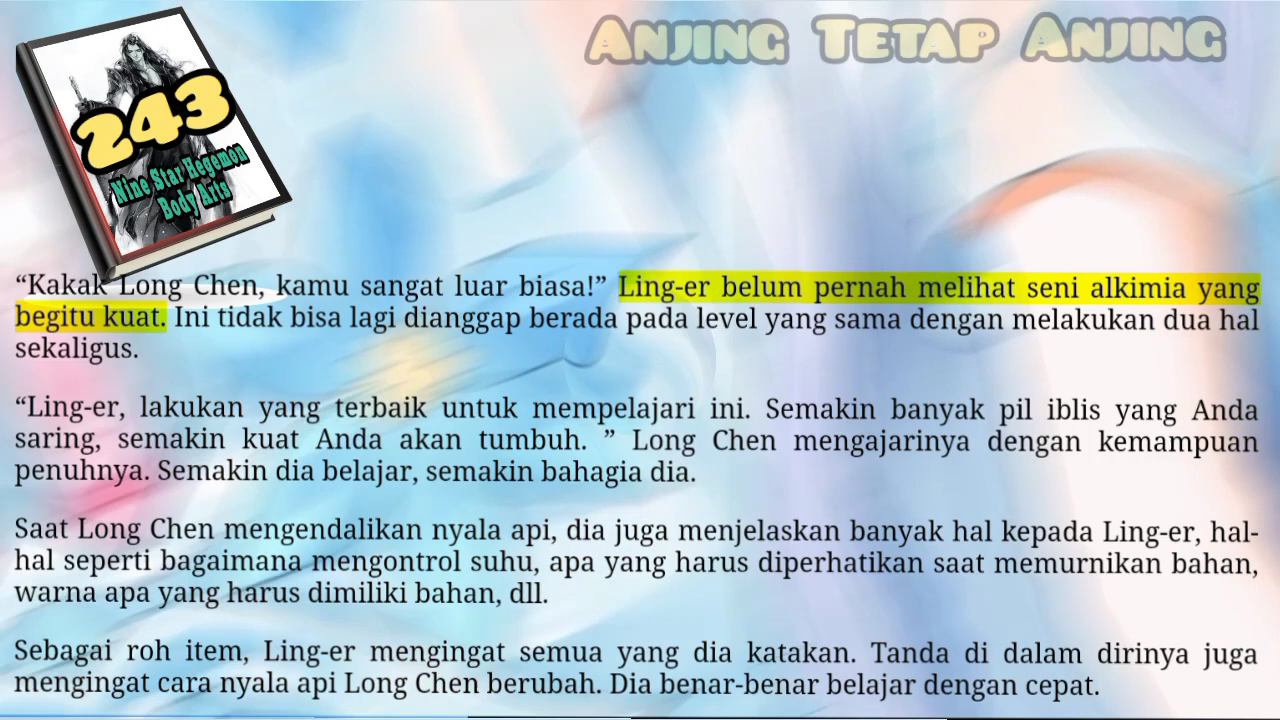 Anjing Tetap Anjing
243
Nine Star Hegemon
Body Arts
“Kakak Long Chen, kamu sangat luar biasa!” Ling-er belum pernah melihat seni alkimia yang
begitu kuat. Ini tidak bisa lagi dianggap berada pada level yang sama dengan melakukan dua hal
sekaligus.
“Ling-er, lakukan yang terbaik untuk mempelajari ini. Semakin banyak pil iblis yang Anda
saring, semakin kuat Anda akan tumbuh. ” Long Chen mengajarinya dengan kemampuan
penuhnya. Semakin dia belajar, semakin bahagia dia.
Saat Long Chen mengendalikan nyala api, dia juga menjelaskan banyak hal kepada Ling-er, hal-
hal seperti bagaimana mengontrol suhu, apa yang harus diperhatikan saat memurnikan bahan,
warna apa yang harus dimiliki bahan, dll.
Sebagai roh item, Ling-er mengingat semua yang dia katakan. Tanda di dalam dirinya juga
mengingat cara nyala api Long Chen berubah. Dia benar-benar belajar dengan cepat.